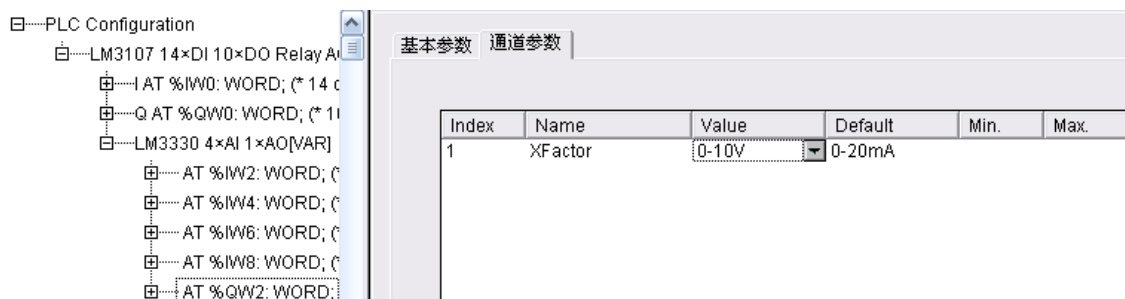 PLC Configuration
LM3107 14×DI 10×DO Relay A
I AT %IW0: WORD; (* 14
Q AT %QW0: WORD; (* 1
LM3330 4×AI 1×AO[VAR]
AT %IW2: WORD; (
AT %IW4: WORD; (
AT %IW6: WORD; (
AT %IW8: WORD; (
AT %QW2: WORD;
基本参数 通道参数
Index Name Value Default Min. Max.
1 XFactor 0-10V 0-20mA